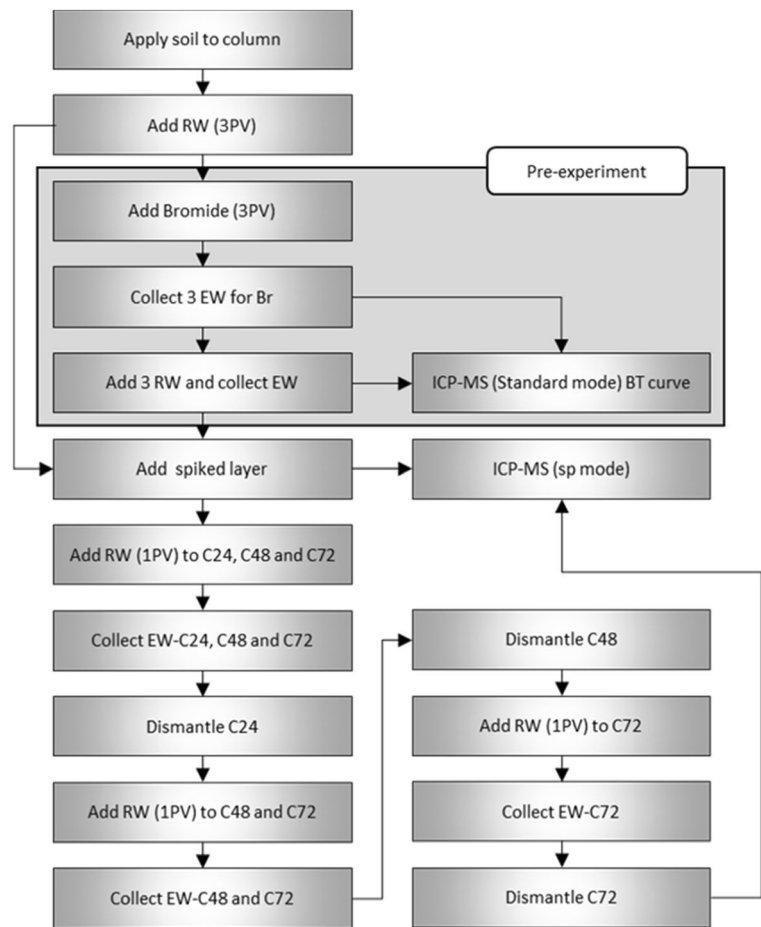 Apply soil to column
Add RW (3PV)
Pre-experiment
Add Bromide (3PV)
Collect 3 EW for Br
Add 3 RW and collect EW
ICP-MS (Standard mode) BT curve
Add spiked layer
ICP-MS (sp mode)
Add RW (1PV) to C24, C48 and C72
Collect EW-C24, C48 and C72
Dismantle C24
Add RW (1PV) to C48 and C72
Collect EW-C48 and C72
Dismantle C48
Add RW (1PV) to C72
Collect EW-C72
Dismantle C72